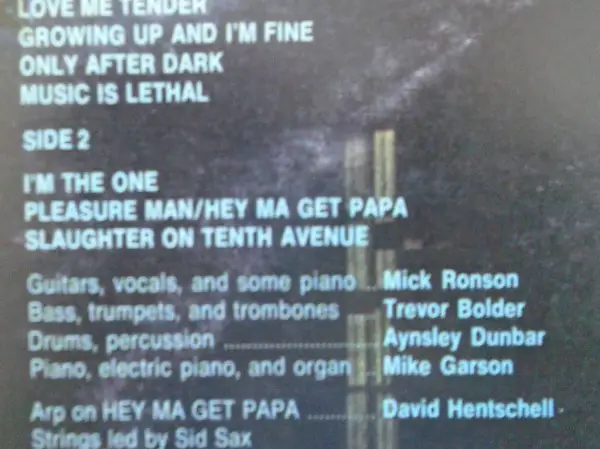 LOVE ME TENDER
GROWING UP AND I'M FINE
ONLY AFTER DARK
MUSIC IS LETHAL
SIDE 2
I'M THE ONE
PLEASURE MAN/HEY MA GET PAPA
SLAUGHTER ON TENTH AVENUE
Guitars, vocals, and some piano .. Mick Ronson
Bass, trumpets, and trombones Trevor Bolder
Drums, percussion .................... Aynsley Dunbar
Piano, electric piano, and organ ... Mike Garson
Arp on HEY MA GET PAPA ......... David Hentschell
Strings led by Sid Sax